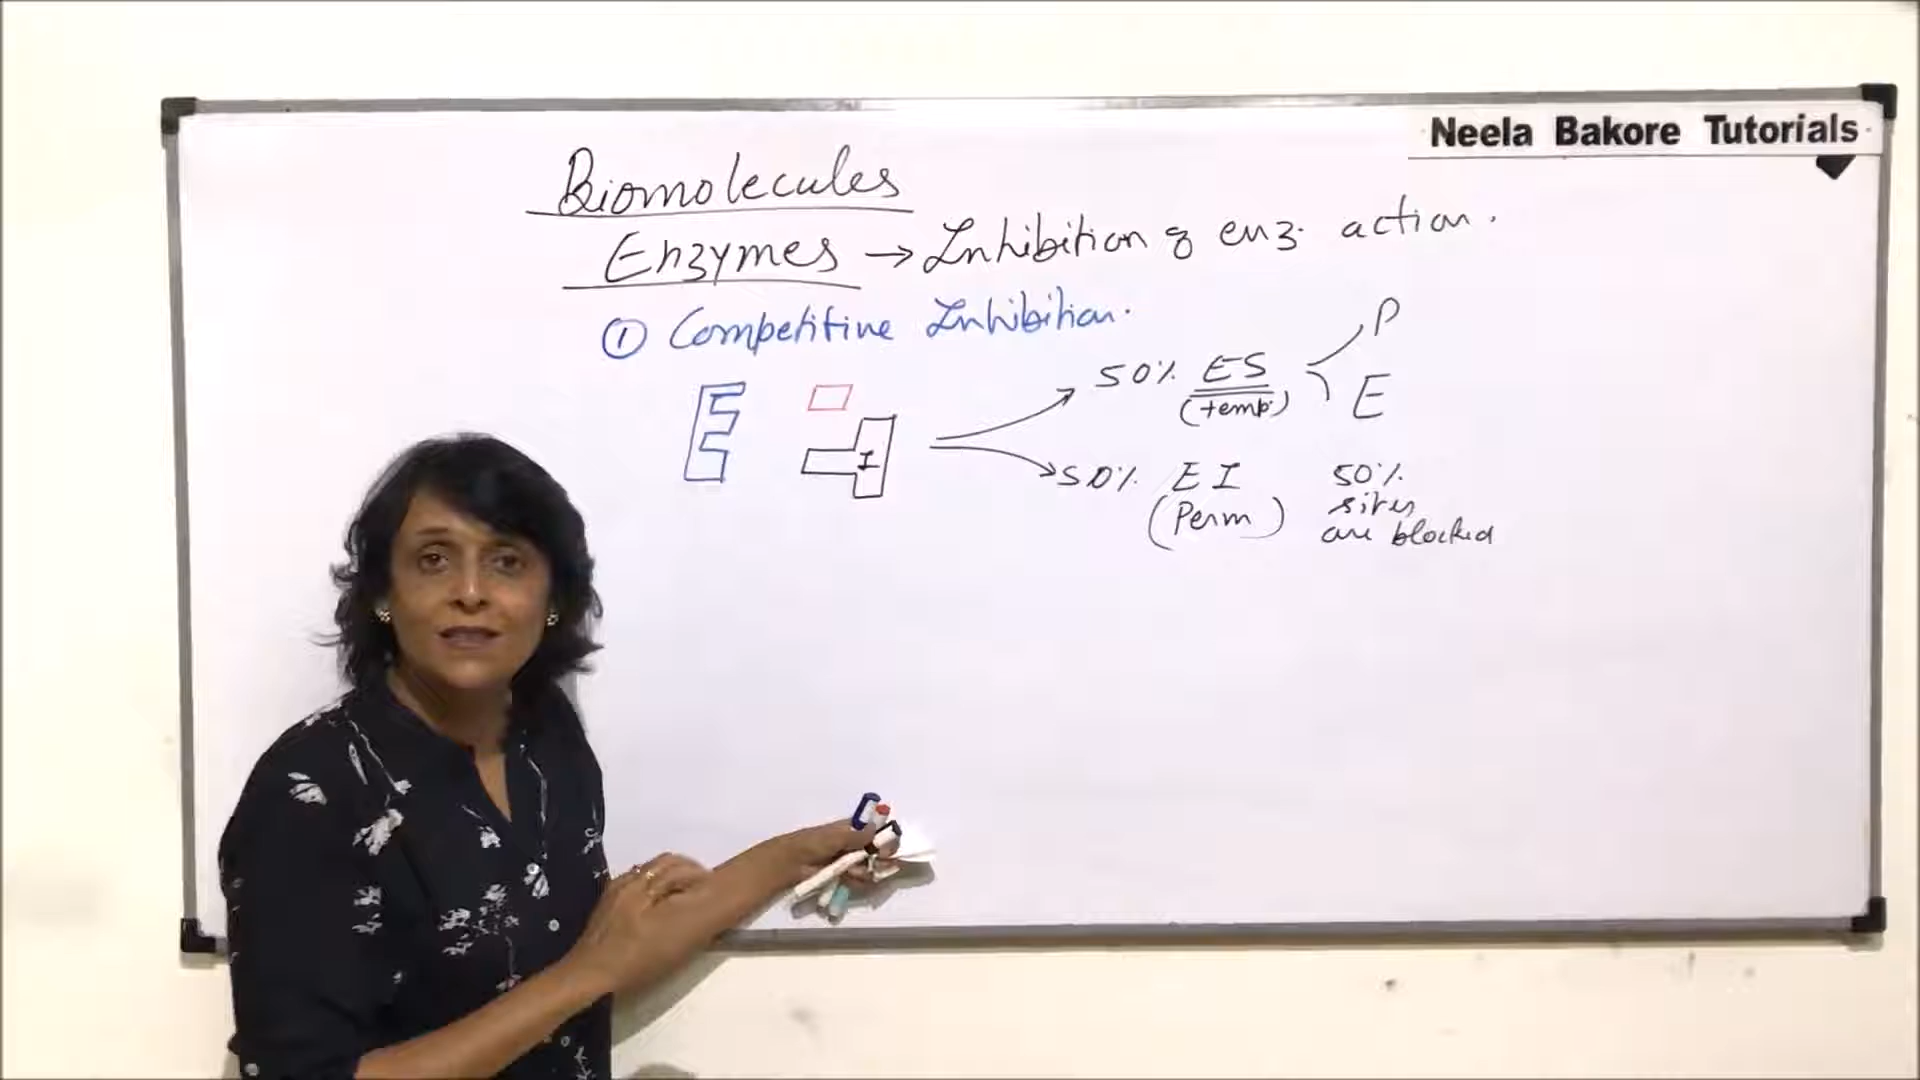 Neela Bakore Tutorials
Biomolecules
Enzymes → Inhibition of enz. action.
① Competitive Inhibition.
I
50% ES
(temp.)
P
E
50% EI
(Perm)
50%
sites
are blocked